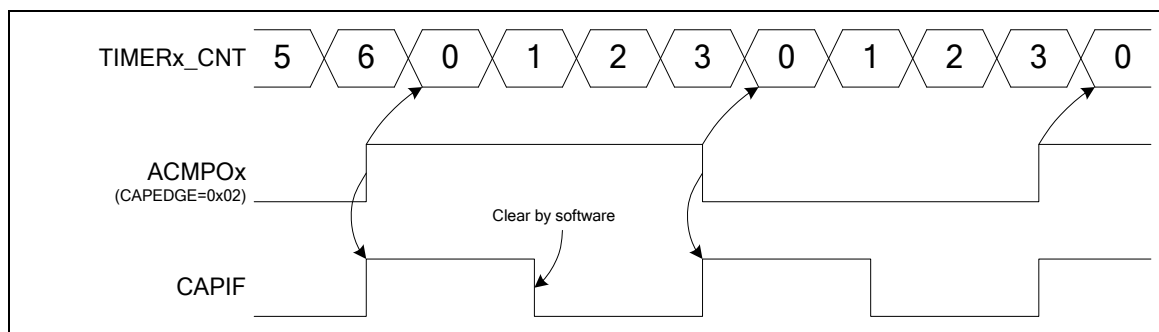 TIMERx_CNT 5 6 0 1 2 3 0 1 2 3 0
ACMPOx
(CAPEDGE=0x02)
Clear by software
CAPIF